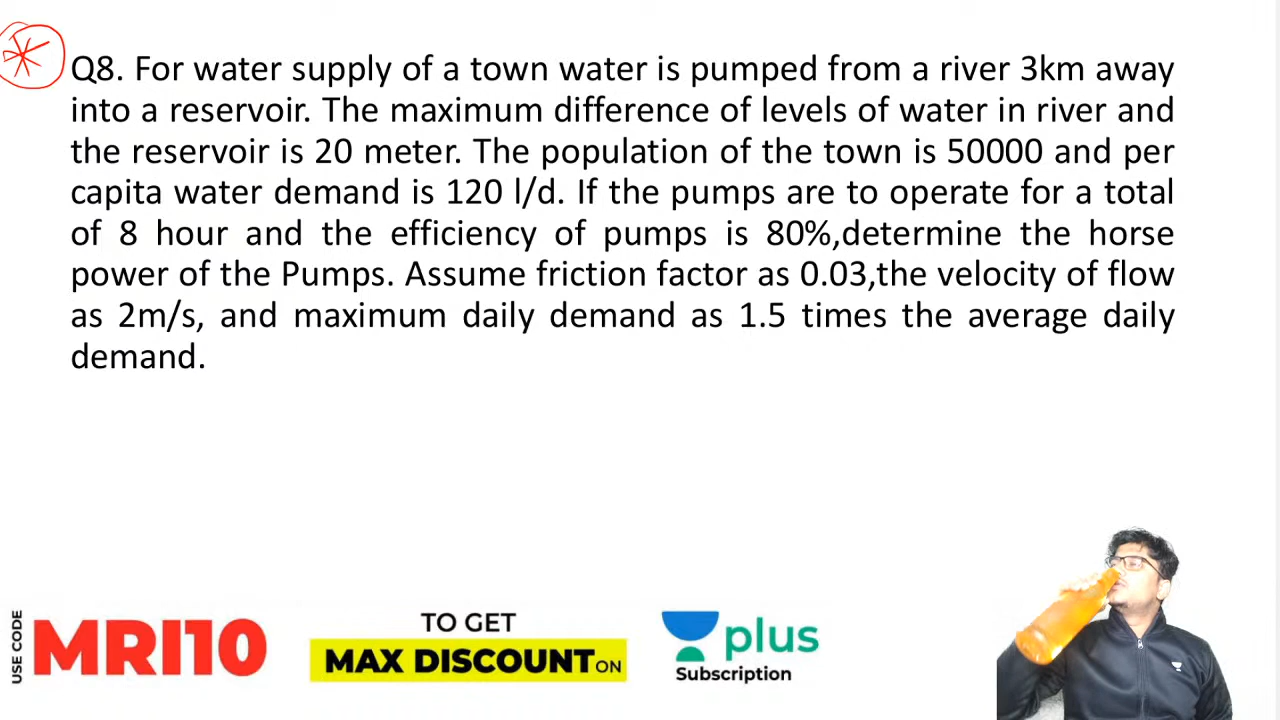 Q8. For water supply of a town water is pumped from a river 3km away
into a reservoir. The maximum difference of levels of water in river and
the reservoir is 20 meter. The population of the town is 50000 and per
capita water demand is 120 l/d. If the pumps are to operate for a total
of 8 hour and the efficiency of pumps is 80%,determine the horse
power of the Pumps. Assume friction factor as 0.03,the velocity of flow
as 2m/s, and maximum daily demand as 1.5 times the average daily
demand.
USE CODE
MRI10
TO GET
MAX DISCOUNT ON
plus
Subscription